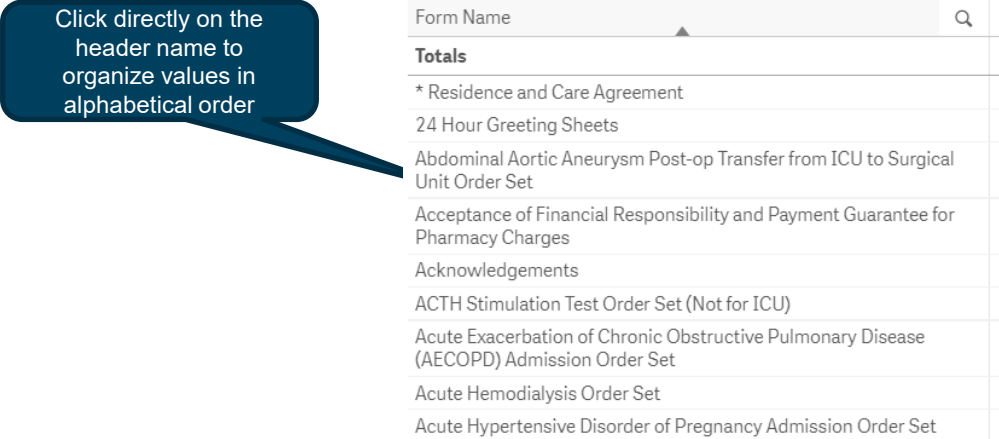 Click directly on the
header name to
organize values in
alphabetical order
Form Name
Totals
* Residence and Care Agreement
24 Hour Greeting Sheets
Abdominal Aortic Aneurysm Post-op Transfer from ICU to Surgical
Unit Order Set
Acceptance of Financial Responsibility and Payment Guarantee for
Pharmacy Charges
Acknowledgements
ACTH Stimulation Test Order Set (Not for ICU)
Acute Exacerbation of Chronic Obstructive Pulmonary Disease
(AECOPD) Admission Order Set
Acute Hemodialysis Order Set
Acute Hypertensive Disorder of Pregnancy Admission Order Set